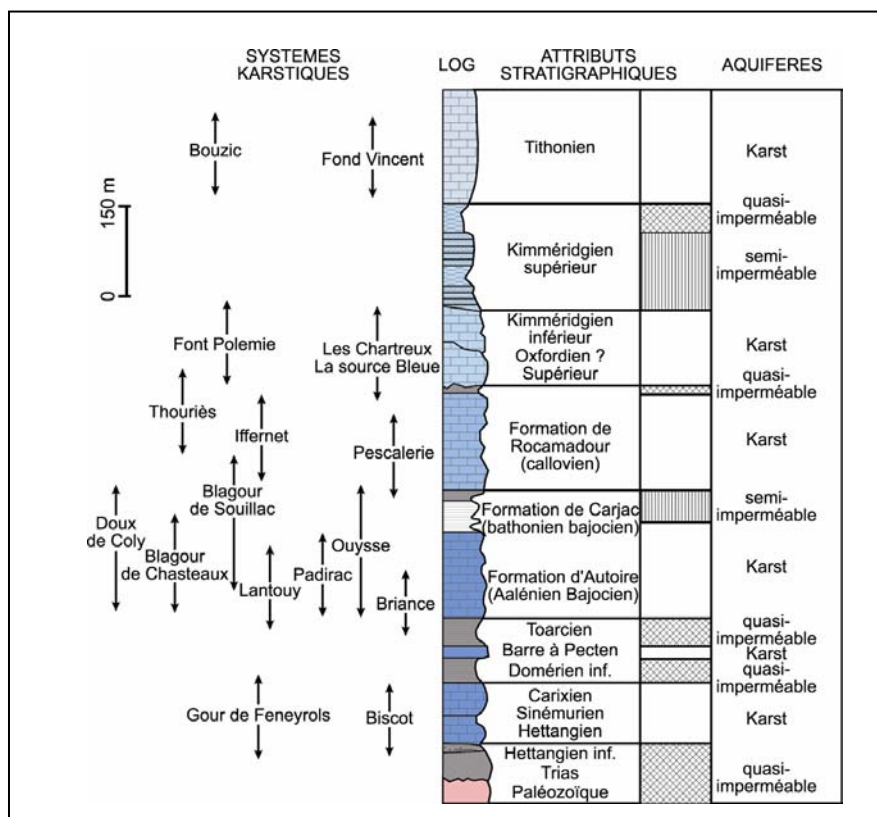 SYSTEMES
KARSTIQUES
LOG
ATTRIBUTS
STRATIGRAPHIQUES
AQUIFERES
Bouzic
Fond Vincent
150 m
0
Font Polemie
Les Chartreux
La source Bleue
Thouriès
Iffernet
Pescalerie
Blagour
de Souillac
Doux
de Coly
Ouysse
Blagour
de Chasteaux
Padirac
Lantouy
Briance
Gour de Feneyrols
Biscot
Tithonien
Kimméridgien
supérieur
Kimméridgien
inférieur
Oxfordien ?
Supérieur
Formation de
Rocamadour
(callovien)
Formation de Carjac
(bathonien bajocien)
Formation d'Autoire
(Aalénien Bajocien)
Toarcien
Barre à Pecten
Domérien inf.
Carixien
Sinémurien
Hettangien
Hettangien inf.
Trias
Paléozoïque
Karst
quasi-
imperméable
semi-
imperméable
Karst
quasi-
imperméable
Karst
semi-
imperméable
Karst
quasi-
imperméable
Karst
quasi-
imperméable
Karst
quasi-
imperméable